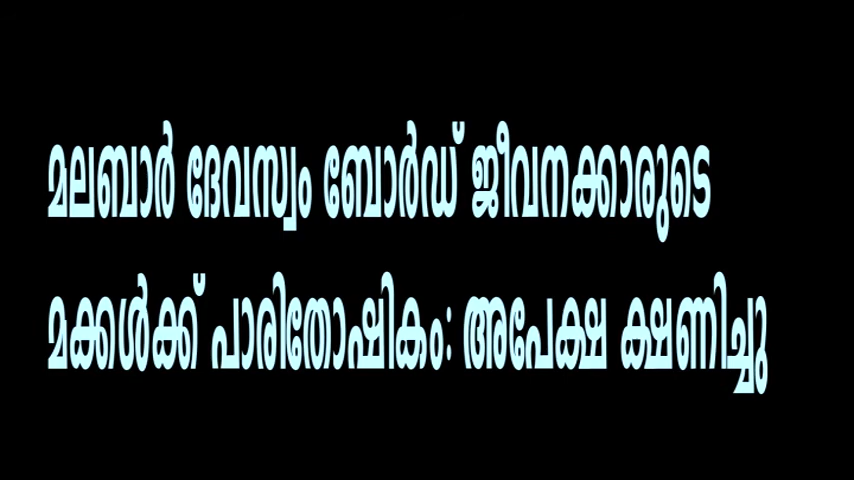 മലബാർ ദേവസ്വം ബോർഡ് ജീവനക്കാരുടെ
മക്കൾക്ക് പാരിതോഷികം: അപേക്ഷ ക്ഷണിച്ചു